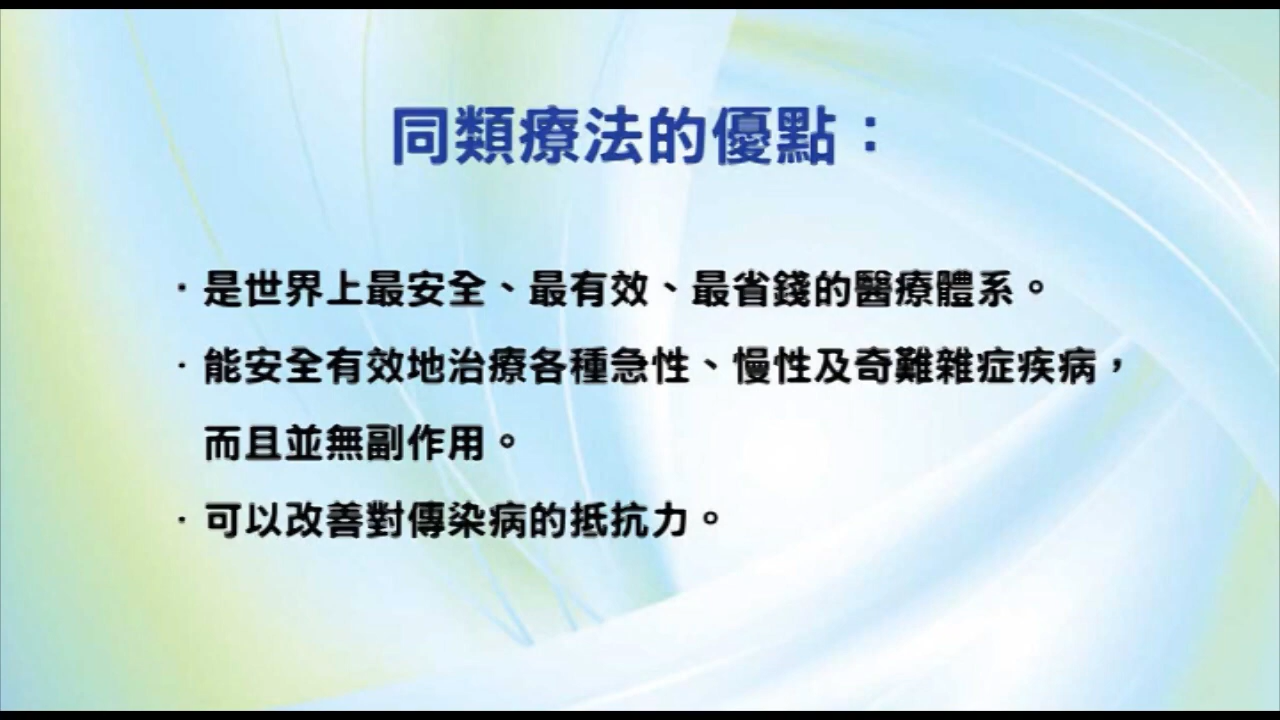 同類療法的優點：
·是世界上最安全、最有效、最省錢的醫療體系。
·能安全有效地治療各種急性、慢性及奇難雜症疾病，
而且並無副作用。
·可以改善對傳染病的抵抗力。